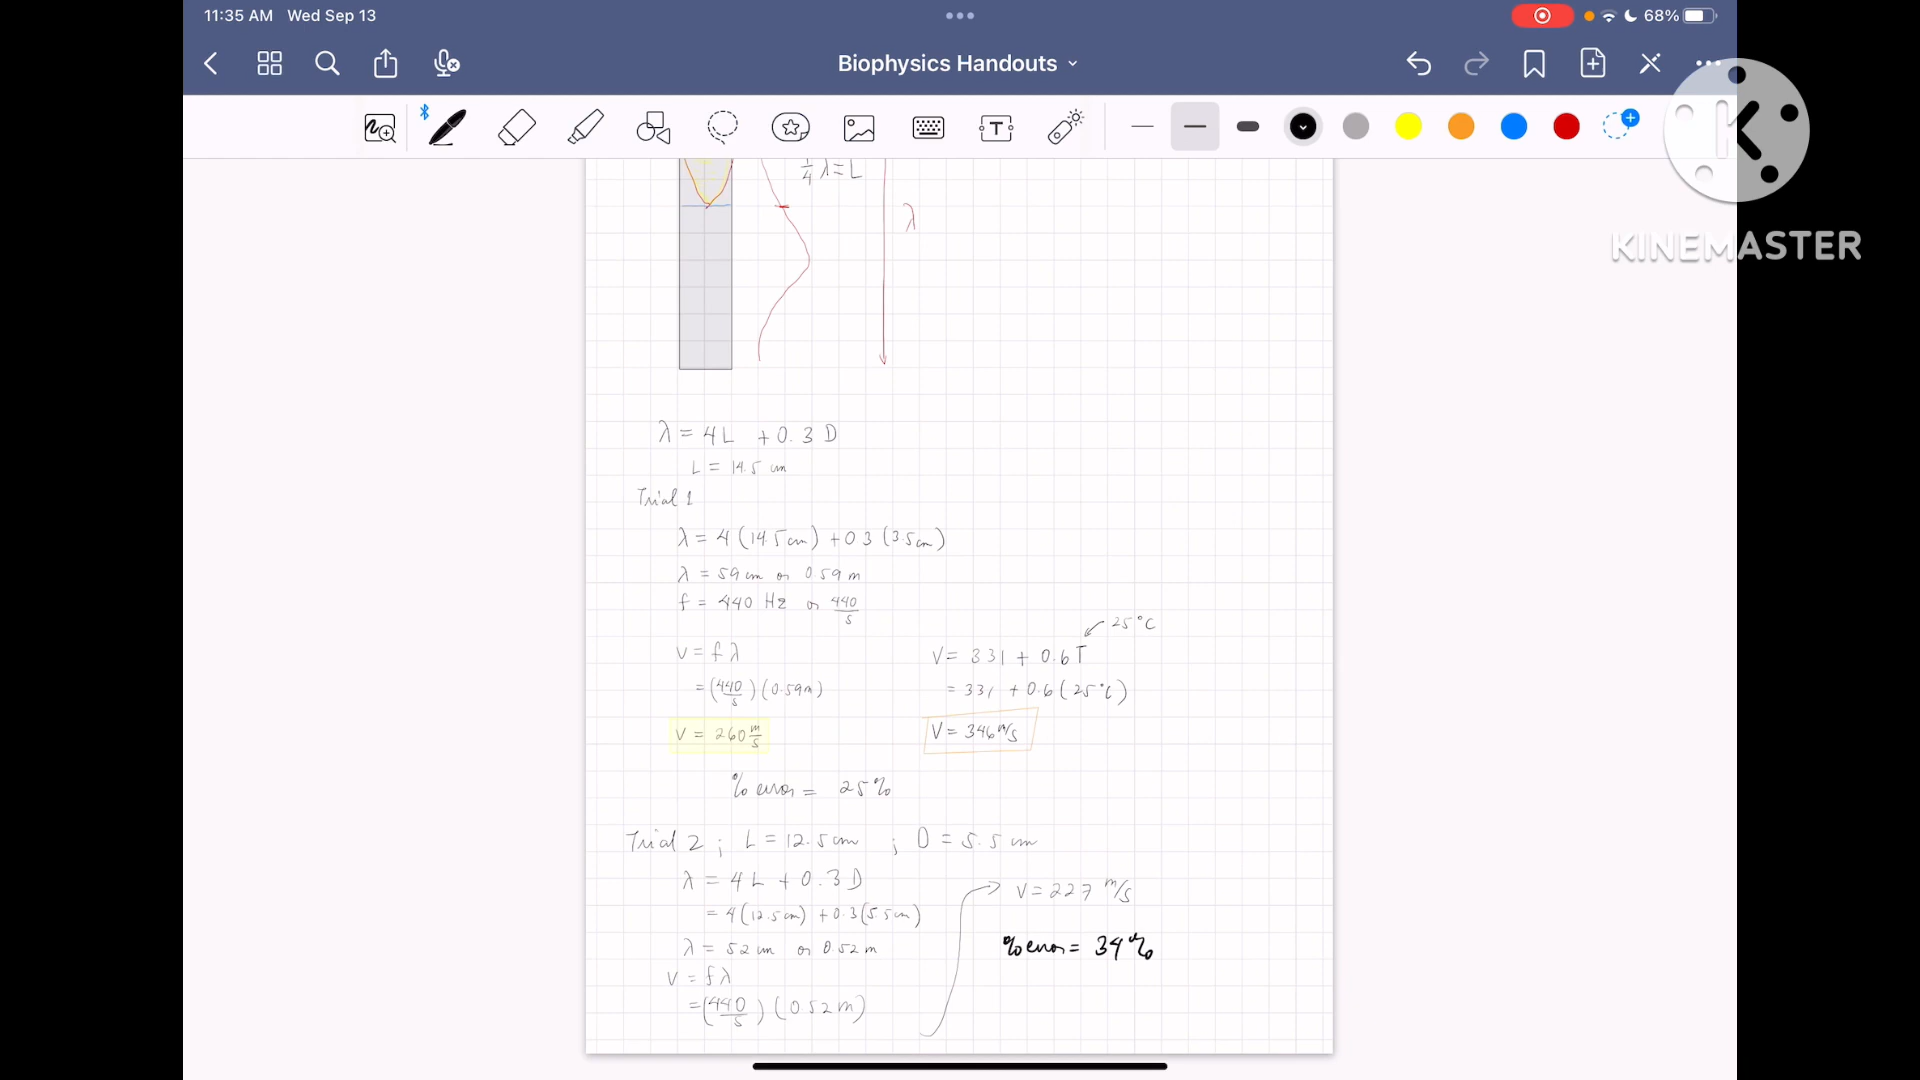 11:35 AM Wed Sep 13
68%
Biophysics Handouts
T
K
KINEMASTER
1/4 λ = L
λ
λ = 4L + 0.3 D
L = 14.5 cm
Trial 1
λ = 4 (14.5 cm) + 0.3 (3.5 cm)
λ = 59 cm or 0.59 m
f = 440 Hz or 440/s
25°C
v = f λ
V = 331 + 0.6 T
= (440/s) (0.59 m)
= 331 + 0.6 (25°C)
v = 260 m/s
V = 346 m/s
% error = 25%
Trial 2 ; L = 12.5 cm ; D = 5.5 cm
λ = 4L + 0.3 D
= 4 (12.5 cm) + 0.3 (5.5 cm)
λ = 52 cm or 0.52 m
V = f λ
= (440/s) (0.52 m)
V = 227 m/s
% error = 34%